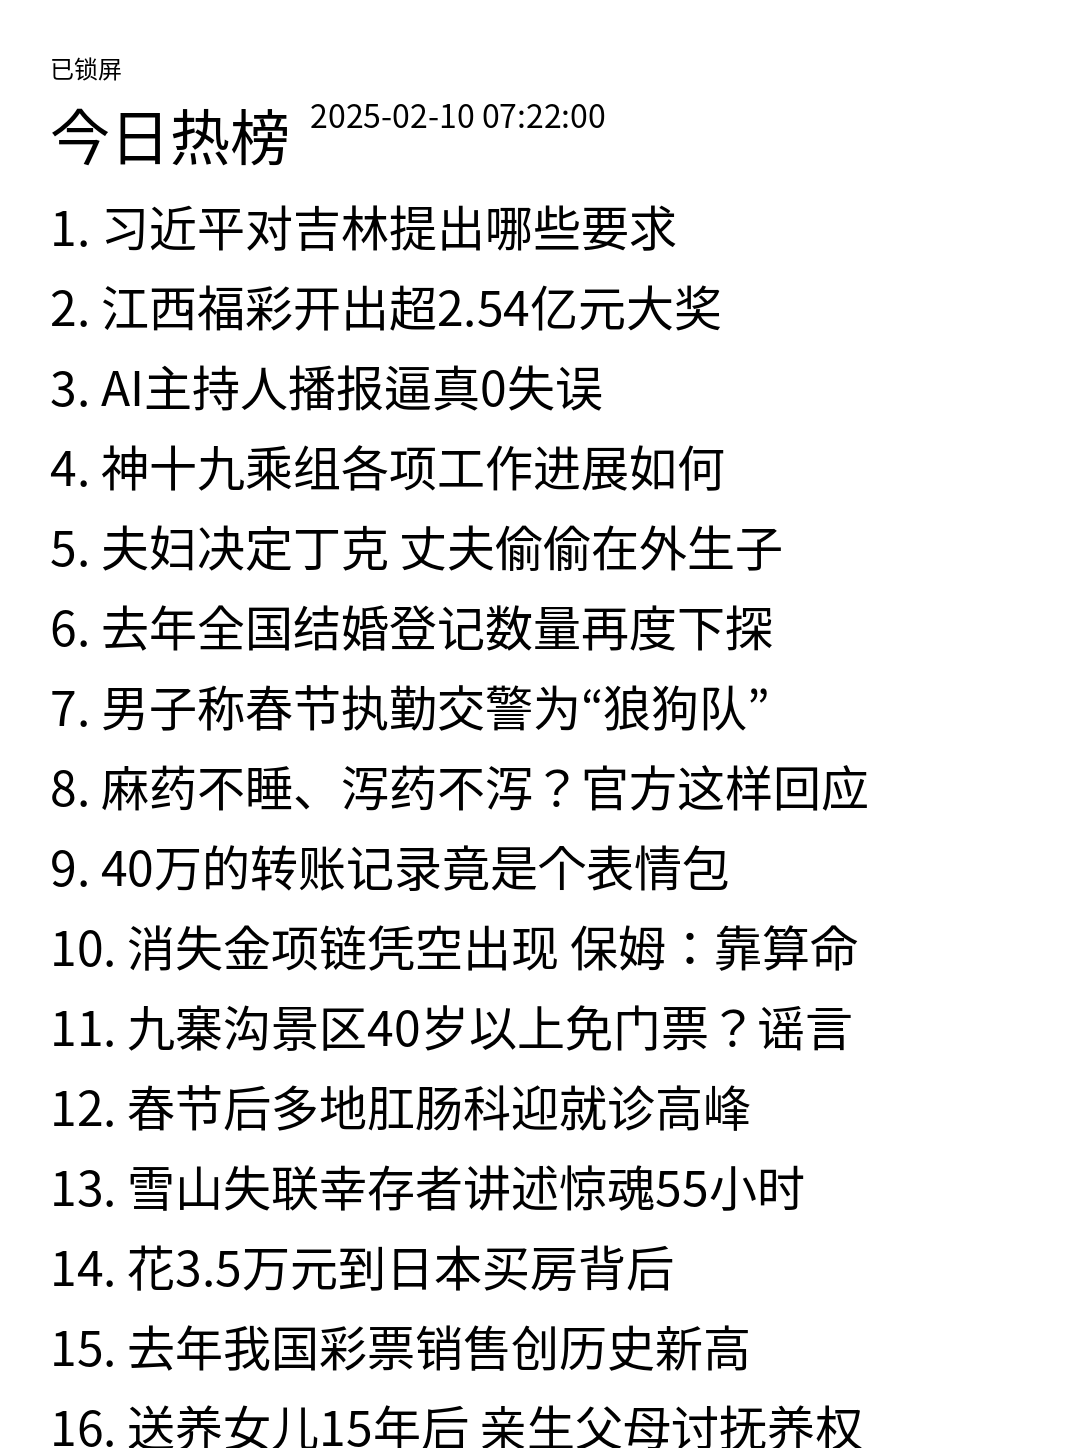 已锁屏
今日热榜 2025-02-10 07:22:00
1. 习近平对吉林提出哪些要求
2. 江西福彩开出超2.54亿元大奖
3. AI主持人播报逼真0失误
4. 神十九乘组各项工作进展如何
5. 夫妇决定丁克 丈夫偷偷在外生子
6. 去年全国结婚登记数量再度下探
7. 男子称春节执勤交警为“狼狗队”
8. 麻药不睡、泻药不泻？官方这样回应
9. 40万的转账记录竟是个表情包
10. 消失金项链凭空出现 保姆：靠算命
11. 九寨沟景区40岁以上免门票？谣言
12. 春节后多地肛肠科迎就诊高峰
13. 雪山失联幸存者讲述惊魂55小时
14. 花3.5万元到日本买房背后
15. 去年我国彩票销售创历史新高
16. 送养女儿15年后 亲生父母讨抚养权